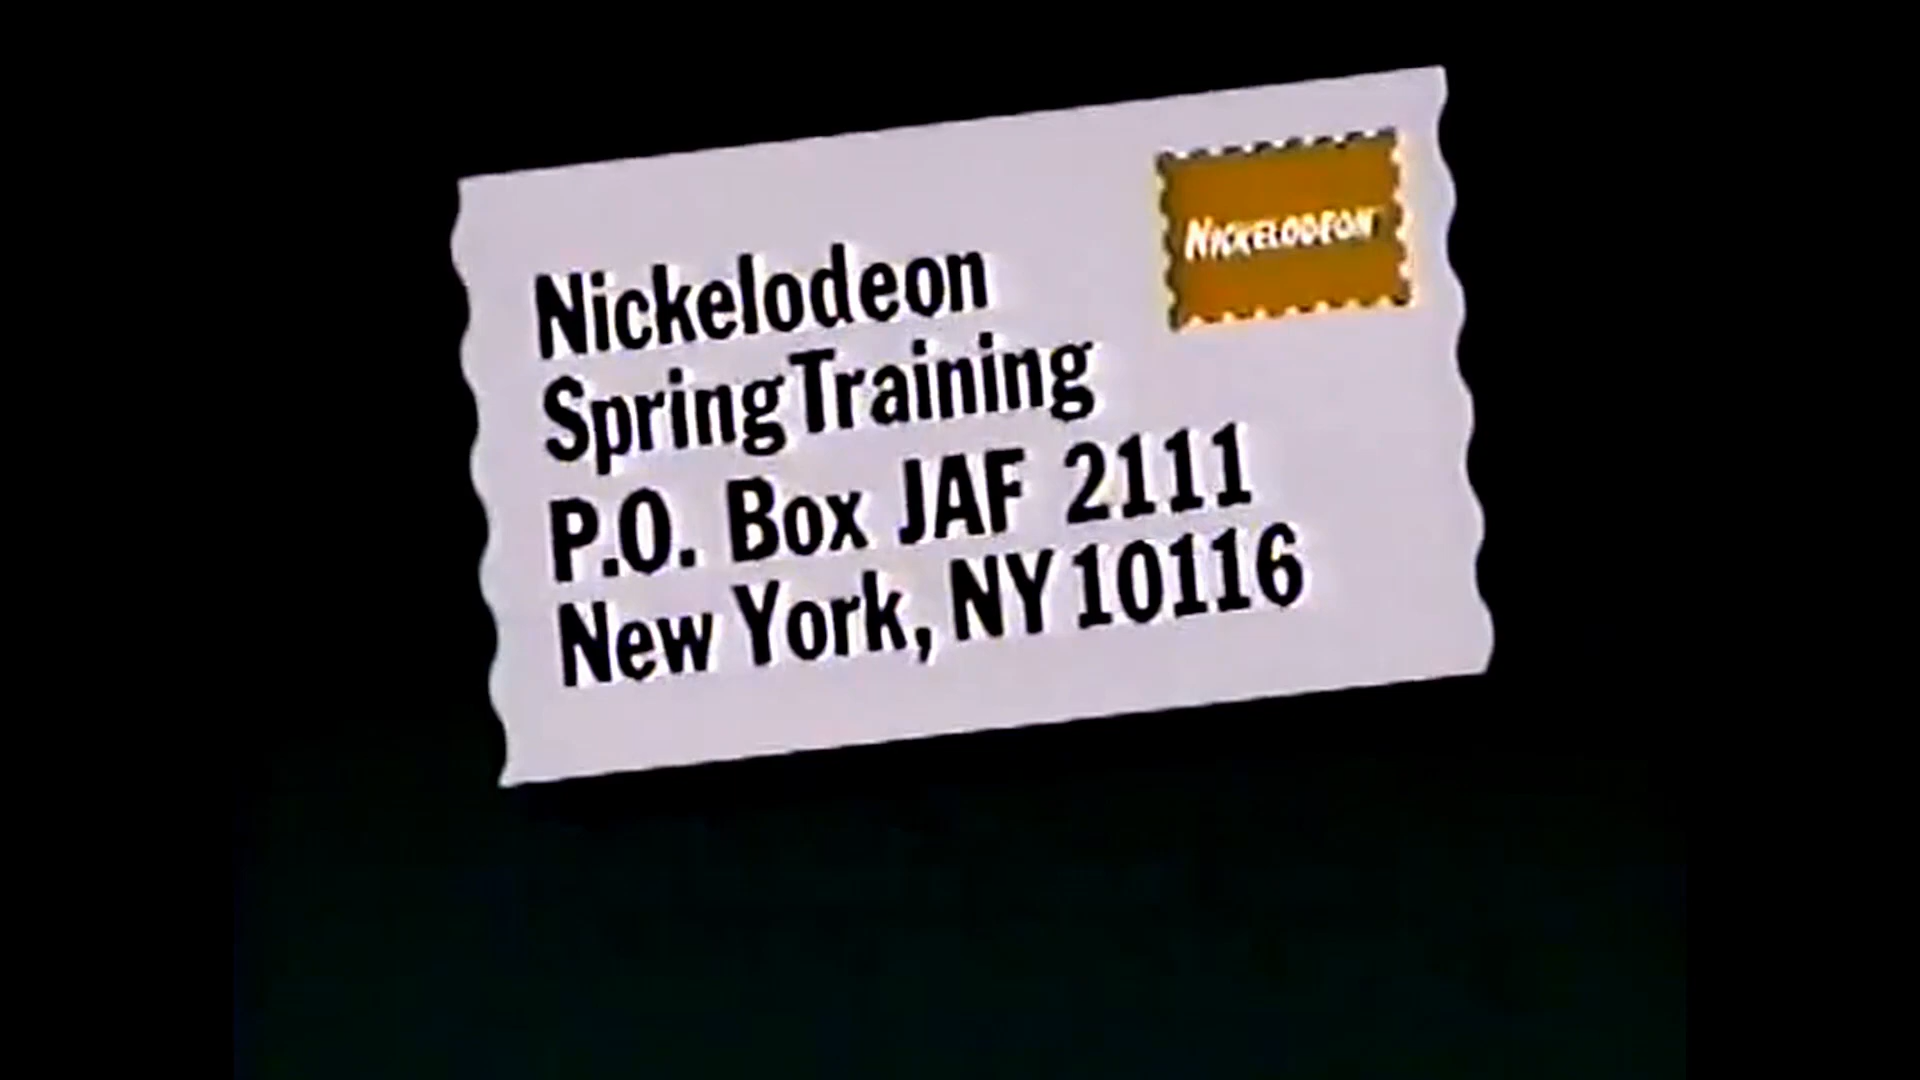 NICKELODEON
Nickelodeon
Spring Training
P.O. Box JAF 2111
New York, NY 10116